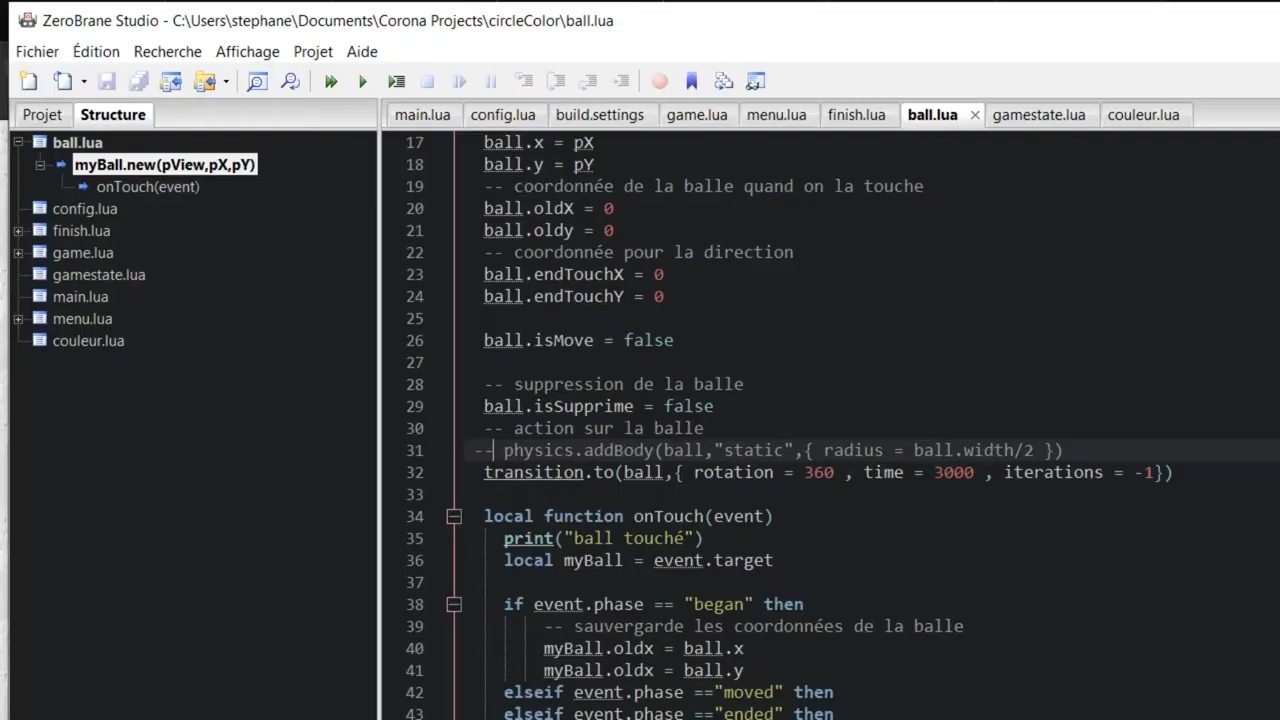 ZeroBrane Studio - C:\Users\stephane\Documents\Corona Projects\circleColor\ball.lua
Fichier Édition Recherche Affichage Projet Aide
Projet Structure
main.lua config.lua build.settings game.lua menu.lua finish.lua ball.lua × gamestate.lua couleur.lua
ball.lua
myBall.new(pView,pX,pY)
onTouch(event)
config.lua
finish.lua
game.lua
gamestate.lua
main.lua
menu.lua
couleur.lua
17 ball.x = pX
18 ball.y = pY
19 -- coordonnée de la balle quand on la touche
20 ball.oldX = 0
21 ball.oldy = 0
22 -- coordonnée pour la direction
23 ball.endTouchX = 0
24 ball.endTouchY = 0
25
26 ball.isMove = false
27
28 -- suppression de la balle
29 ball.isSupprime = false
30 -- action sur la balle
31 -- physics.addBody(ball,"static",{ radius = ball.width/2 })
32 transition.to(ball,{ rotation = 360 , time = 3000 , iterations = -1})
33
34 local function onTouch(event)
35 print("ball touché")
36 local myBall = event.target
37
38 if event.phase == "began" then
39 -- sauvergarde les coordonnées de la balle
40 myBall.oldx = ball.x
41 myBall.oldx = ball.y
42 elseif event.phase =="moved" then
43 elseif event.phase =="ended" then